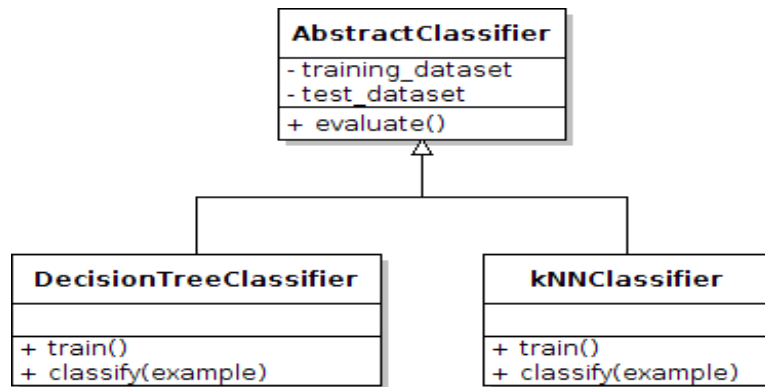 AbstractClassifier
- training_dataset
- test_dataset
+ evaluate()
DecisionTreeClassifier
+ train()
+ classify(example)
kNNClassifier
+ train()
+ classify(example)